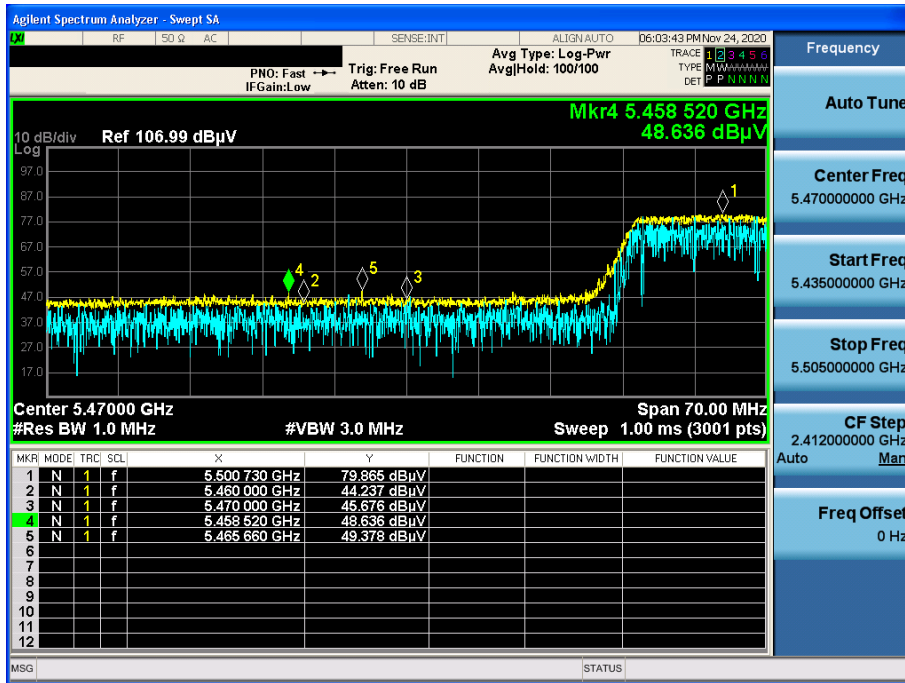 Agilent Spectrum Analyzer - Swept SA
LXI RF 50 Ω AC SENSE:INT ALIGN AUTO 06:03:43 PM Nov 24, 2020
PNO: Fast Trig: Free Run Avg Type: Log-Pwr TRACE 1 2 3 4 5 6
IFGain:Low Atten: 10 dB Avg|Hold: 100/100 TYPE M W
DET P P N N N N
Mkr4 5.458 520 GHz
48.636 dBµV
10 dB/div Ref 106.99 dBµV
Log
97.0
87.0
77.0
67.0
57.0
47.0
37.0
27.0
17.0
1
4
2
5
3
Center 5.47000 GHz Span 70.00 MHz
#Res BW 1.0 MHz #VBW 3.0 MHz Sweep 1.00 ms (3001 pts)
MKR MODE TRC SCL X Y FUNCTION FUNCTION WIDTH FUNCTION VALUE
1 N 1 f 5.500 730 GHz 79.865 dBµV
2 N 1 f 5.460 000 GHz 44.237 dBµV
3 N 1 f 5.470 000 GHz 45.676 dBµV
4 N 1 f 5.458 520 GHz 48.636 dBµV
5 N 1 f 5.465 660 GHz 49.378 dBµV
6
7
8
9
10
11
12
MSG STATUS
Frequency
Auto Tune
Center Freq
5.470000000 GHz
Start Freq
5.435000000 GHz
Stop Freq
5.505000000 GHz
CF Step
2.412000000 GHz
Auto Man
Freq Offset
0 Hz